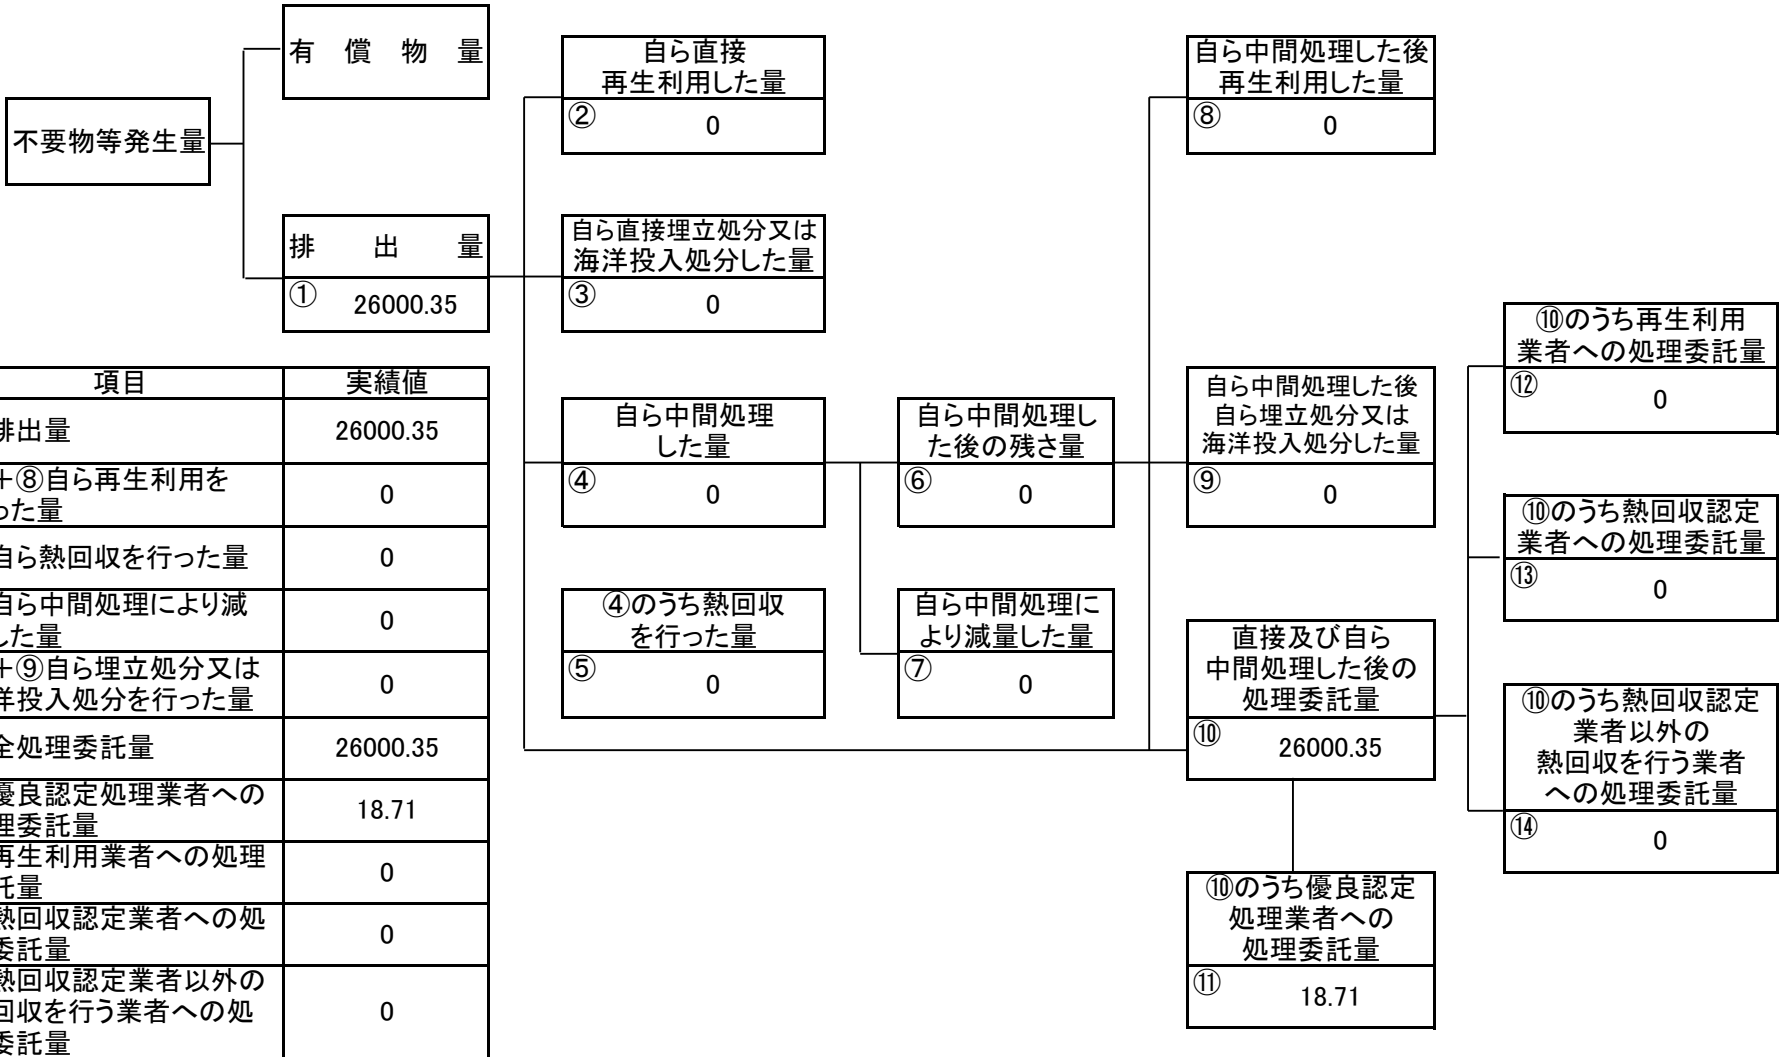 有償物量
不要物等発生量
排出量
① 26000.35
自ら直接
再生利用した量
② 0
自ら直接埋立処分又は
海洋投入処分した量
③ 0
自ら中間処理
した量
④ 0
④のうち熱回収
を行った量
⑤ 0
自ら中間処理し
た後の残さ量
⑥ 0
自ら中間処理に
より減量した量
⑦ 0
自ら中間処理した後
再生利用した量
⑧ 0
自ら中間処理した後
自ら埋立処分又は
海洋投入処分した量
⑨ 0
直接及び自ら
中間処理した後の
処理委託量
⑩ 26000.35
⑩のうち優良認定
処理業者への
処理委託量
⑪ 18.71
⑩のうち再生利用
業者への処理委託量
⑫ 0
⑩のうち熱回収認定
業者への処理委託量
⑬ 0
⑩のうち熱回収認定
業者以外の
熱回収を行う業者
への処理委託量
⑭ 0
項目 実績値
排出量 26000.35
+⑧自ら再生利用を
った量 0
自ら熱回収を行った量 0
自ら中間処理により減
した量 0
+⑨自ら埋立処分又は
洋投入処分を行った量 0
全処理委託量 26000.35
優良認定処理業者への
理委託量 18.71
再生利用業者への処理
託量 0
熱回収認定業者への処
委託量 0
熱回収認定業者以外の
回収を行う業者への処
委託量 0